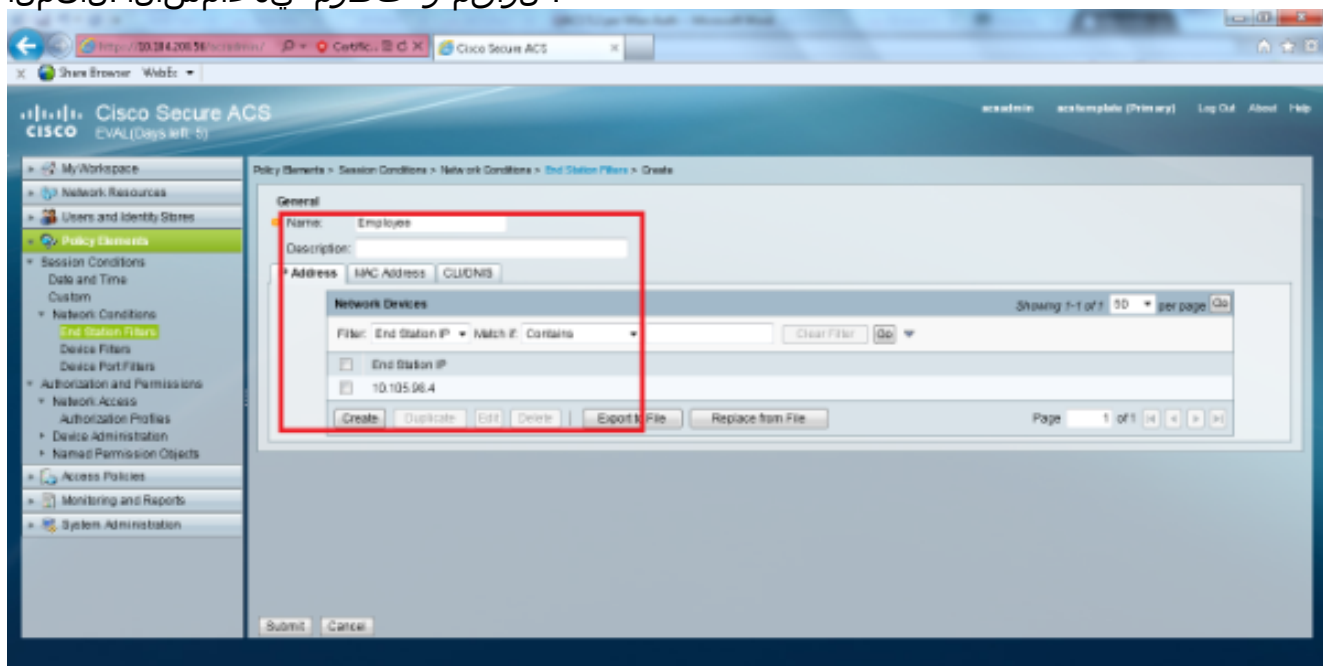 Cisco Secure ACS
Share Browser WebEx
Cisco Secure ACS
CISCO EVAL(Days left: 5)
acsadmin acstemplate (Primary) Log Out About Help
My Workspace
Network Resources
Users and Identity Stores
Policy Elements
Session Conditions
Date and Time
Custom
Network Conditions
End Station Filters
Device Filters
Device Port Filters
Authorization and Permissions
Network Access
Authorization Profiles
Device Administration
Named Permission Objects
Access Policies
Monitoring and Reports
System Administration
Policy Elements > Session Conditions > Network Conditions > End Station Filters > Create
General
Name: Employee
Description:
Address MAC Address CLI/DNIS
Network Devices Showing 1-1 of 1 50 per page Go
Filter: End Station IP Match if: Contains Clear Filter Go
End Station IP
10.105.98.4
Create Duplicate Edit Delete | Export to File Replace from File Page 1 of 1
Submit Cancel